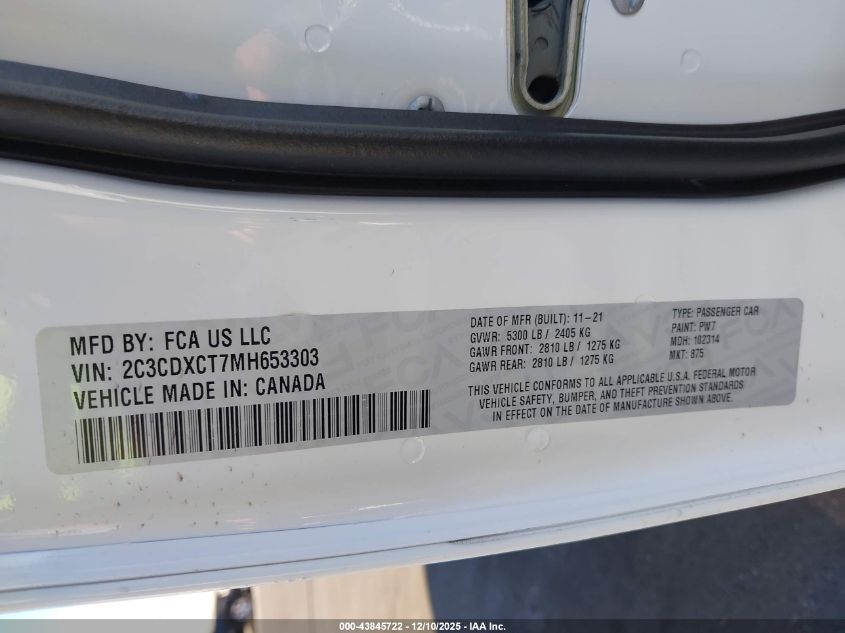 MFD BY: FCA US LLC
VIN: 2C3CDXCT7MH653303
VEHICLE MADE IN: CANADA
DATE OF MFR (BUILT): 11-21
GVWR: 5300 LB / 2405 KG
GAWR FRONT: 2810 LB / 1275 KG
GAWR REAR: 2810 LB / 1275 KG
TYPE: PASSENGER CAR
PAINT: PW7
MDH: 102314
MKT: 875
THIS VEHICLE CONFORMS TO ALL APPLICABLE U.S.A. FEDERAL MOTOR
VEHICLE SAFETY, BUMPER, AND THEFT PREVENTION STANDARDS
IN EFFECT ON THE DATE OF MANUFACTURE SHOWN ABOVE.
000-43845722 - 12/10/2025 - IAA Inc.